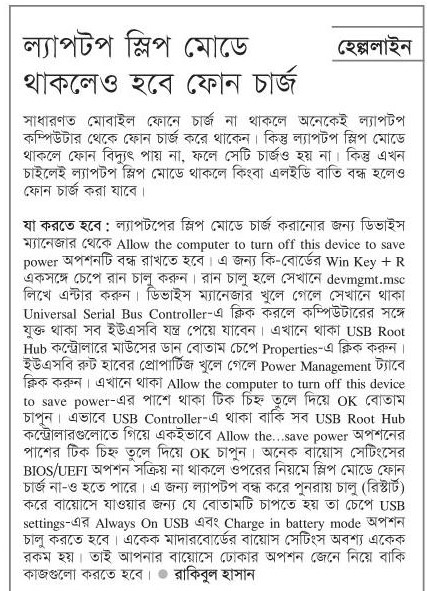 ল্যাপটপ স্লিপ মোডে
থাকলেও হবে ফোন চার্জ
হেল্পলাইন
সাধারণত মোবাইল ফোনে চার্জ না থাকলে অনেকেই ল্যাপটপ
কম্পিউটার থেকে ফোন চার্জ করে থাকেন। কিন্তু ল্যাপটপ স্লিপ মোডে
থাকলে ফোন বিদ্যুৎ পায় না, ফলে সেটি চার্জও হয় না। কিন্তু এখন
চাইলেই ল্যাপটপ স্লিপ মোডে থাকলে কিংবা এলইডি বাতি বন্ধ হলেও
ফোন চার্জ করা যাবে।
যা করতে হবে : ল্যাপটপের স্লিপ মোডে চার্জ করানোর জন্য ডিভাইস
ম্যানেজার থেকে Allow the computer to turn off this device to save
power অপশনটি বন্ধ রাখতে হবে। এ জন্য কি-বোর্ডের Win Key + R
একসঙ্গে চেপে রান চালু করুন। রান চালু হলে সেখানে devmgmt.msc
লিখে এন্টার করুন। ডিভাইস ম্যানেজার খুলে গেলে সেখানে থাকা
Universal Serial Bus Controller-এ ক্লিক করলে কম্পিউটারের সঙ্গে
যুক্ত থাকা সব ইউএসবি যন্ত্র পেয়ে যাবেন। এখানে থাকা USB Root
Hub কন্ট্রোলারে মাউসের ডান বোতাম চেপে Properties-এ ক্লিক করুন।
ইউএসবি রুট হাবের প্রোপার্টিজ খুলে গেলে Power Management ট্যাবে
ক্লিক করুন। এখানে থাকা Allow the computer to turn off this device
to save power-এর পাশে থাকা টিক চিহ্ন তুলে দিয়ে OK বোতাম
চাপুন। এভাবে USB Controller-এ থাকা বাকি সব USB Root Hub
কন্ট্রোলারগুলোতে গিয়ে একইভাবে Allow the...save power অপশনের
পাশের টিক চিহ্ন তুলে দিয়ে OK চাপুন। অনেক বায়োস সেটিংসের
BIOS/UEFI অপশন সক্রিয় না থাকলে ওপরের নিয়মে স্লিপ মোডে ফোন
চার্জ না-ও হতে পারে। এ জন্য ল্যাপটপ বন্ধ করে পুনরায় চালু (রিস্টার্ট)
করে বায়োসে যাওয়ার জন্য যে বোতামটি চাপতে হয় তা চেপে USB
settings-এর Always On USB এবং Charge in battery mode অপশন
চালু করতে হবে। একেক মাদারবোর্ডের বায়োস সেটিংস অবশ্য একেক
রকম হয়। তাই আপনার বায়োসে ঢোকার অপশন জেনে নিয়ে বাকি
কাজগুলো করতে হবে। ● রাকিবুল হাসান